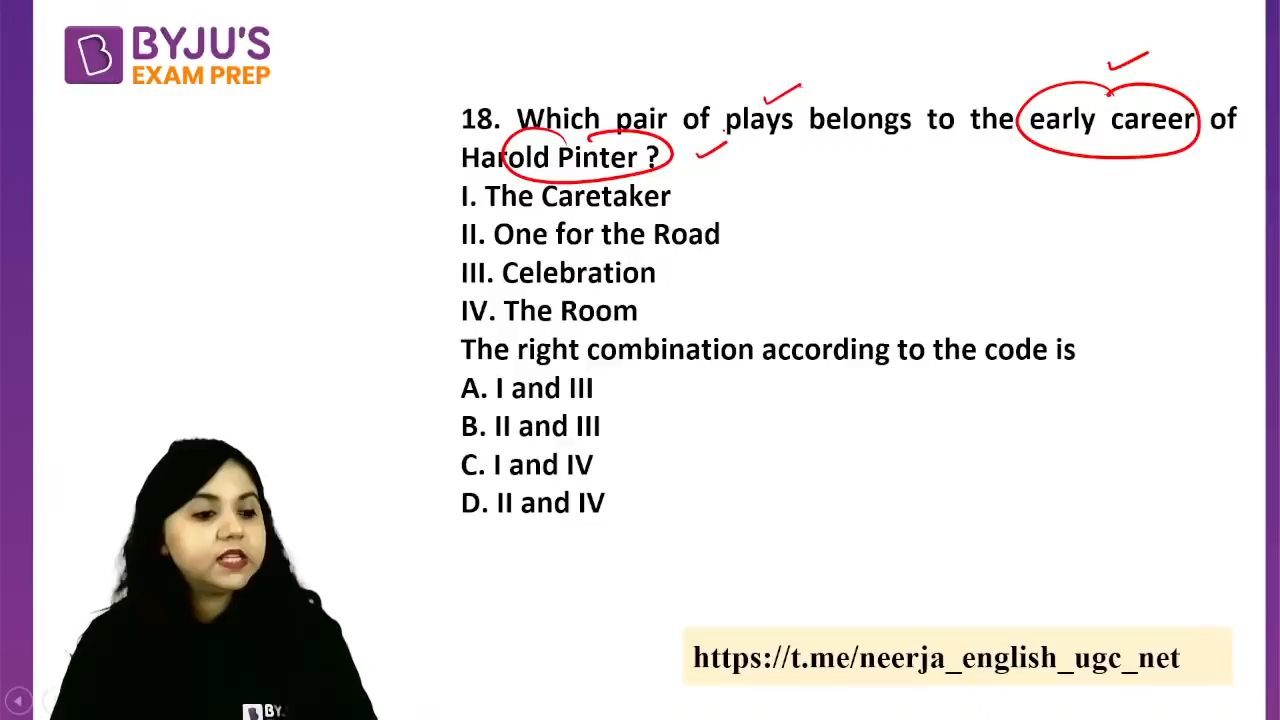 BYJU'S
EXAM PREP
18. Which pair of plays belongs to the early career of
Harold Pinter ?
I. The Caretaker
II. One for the Road
III. Celebration
IV. The Room
The right combination according to the code is
A. I and III
B. II and III
C. I and IV
D. II and IV
https://t.me/neerja_english_ugc_net
BY